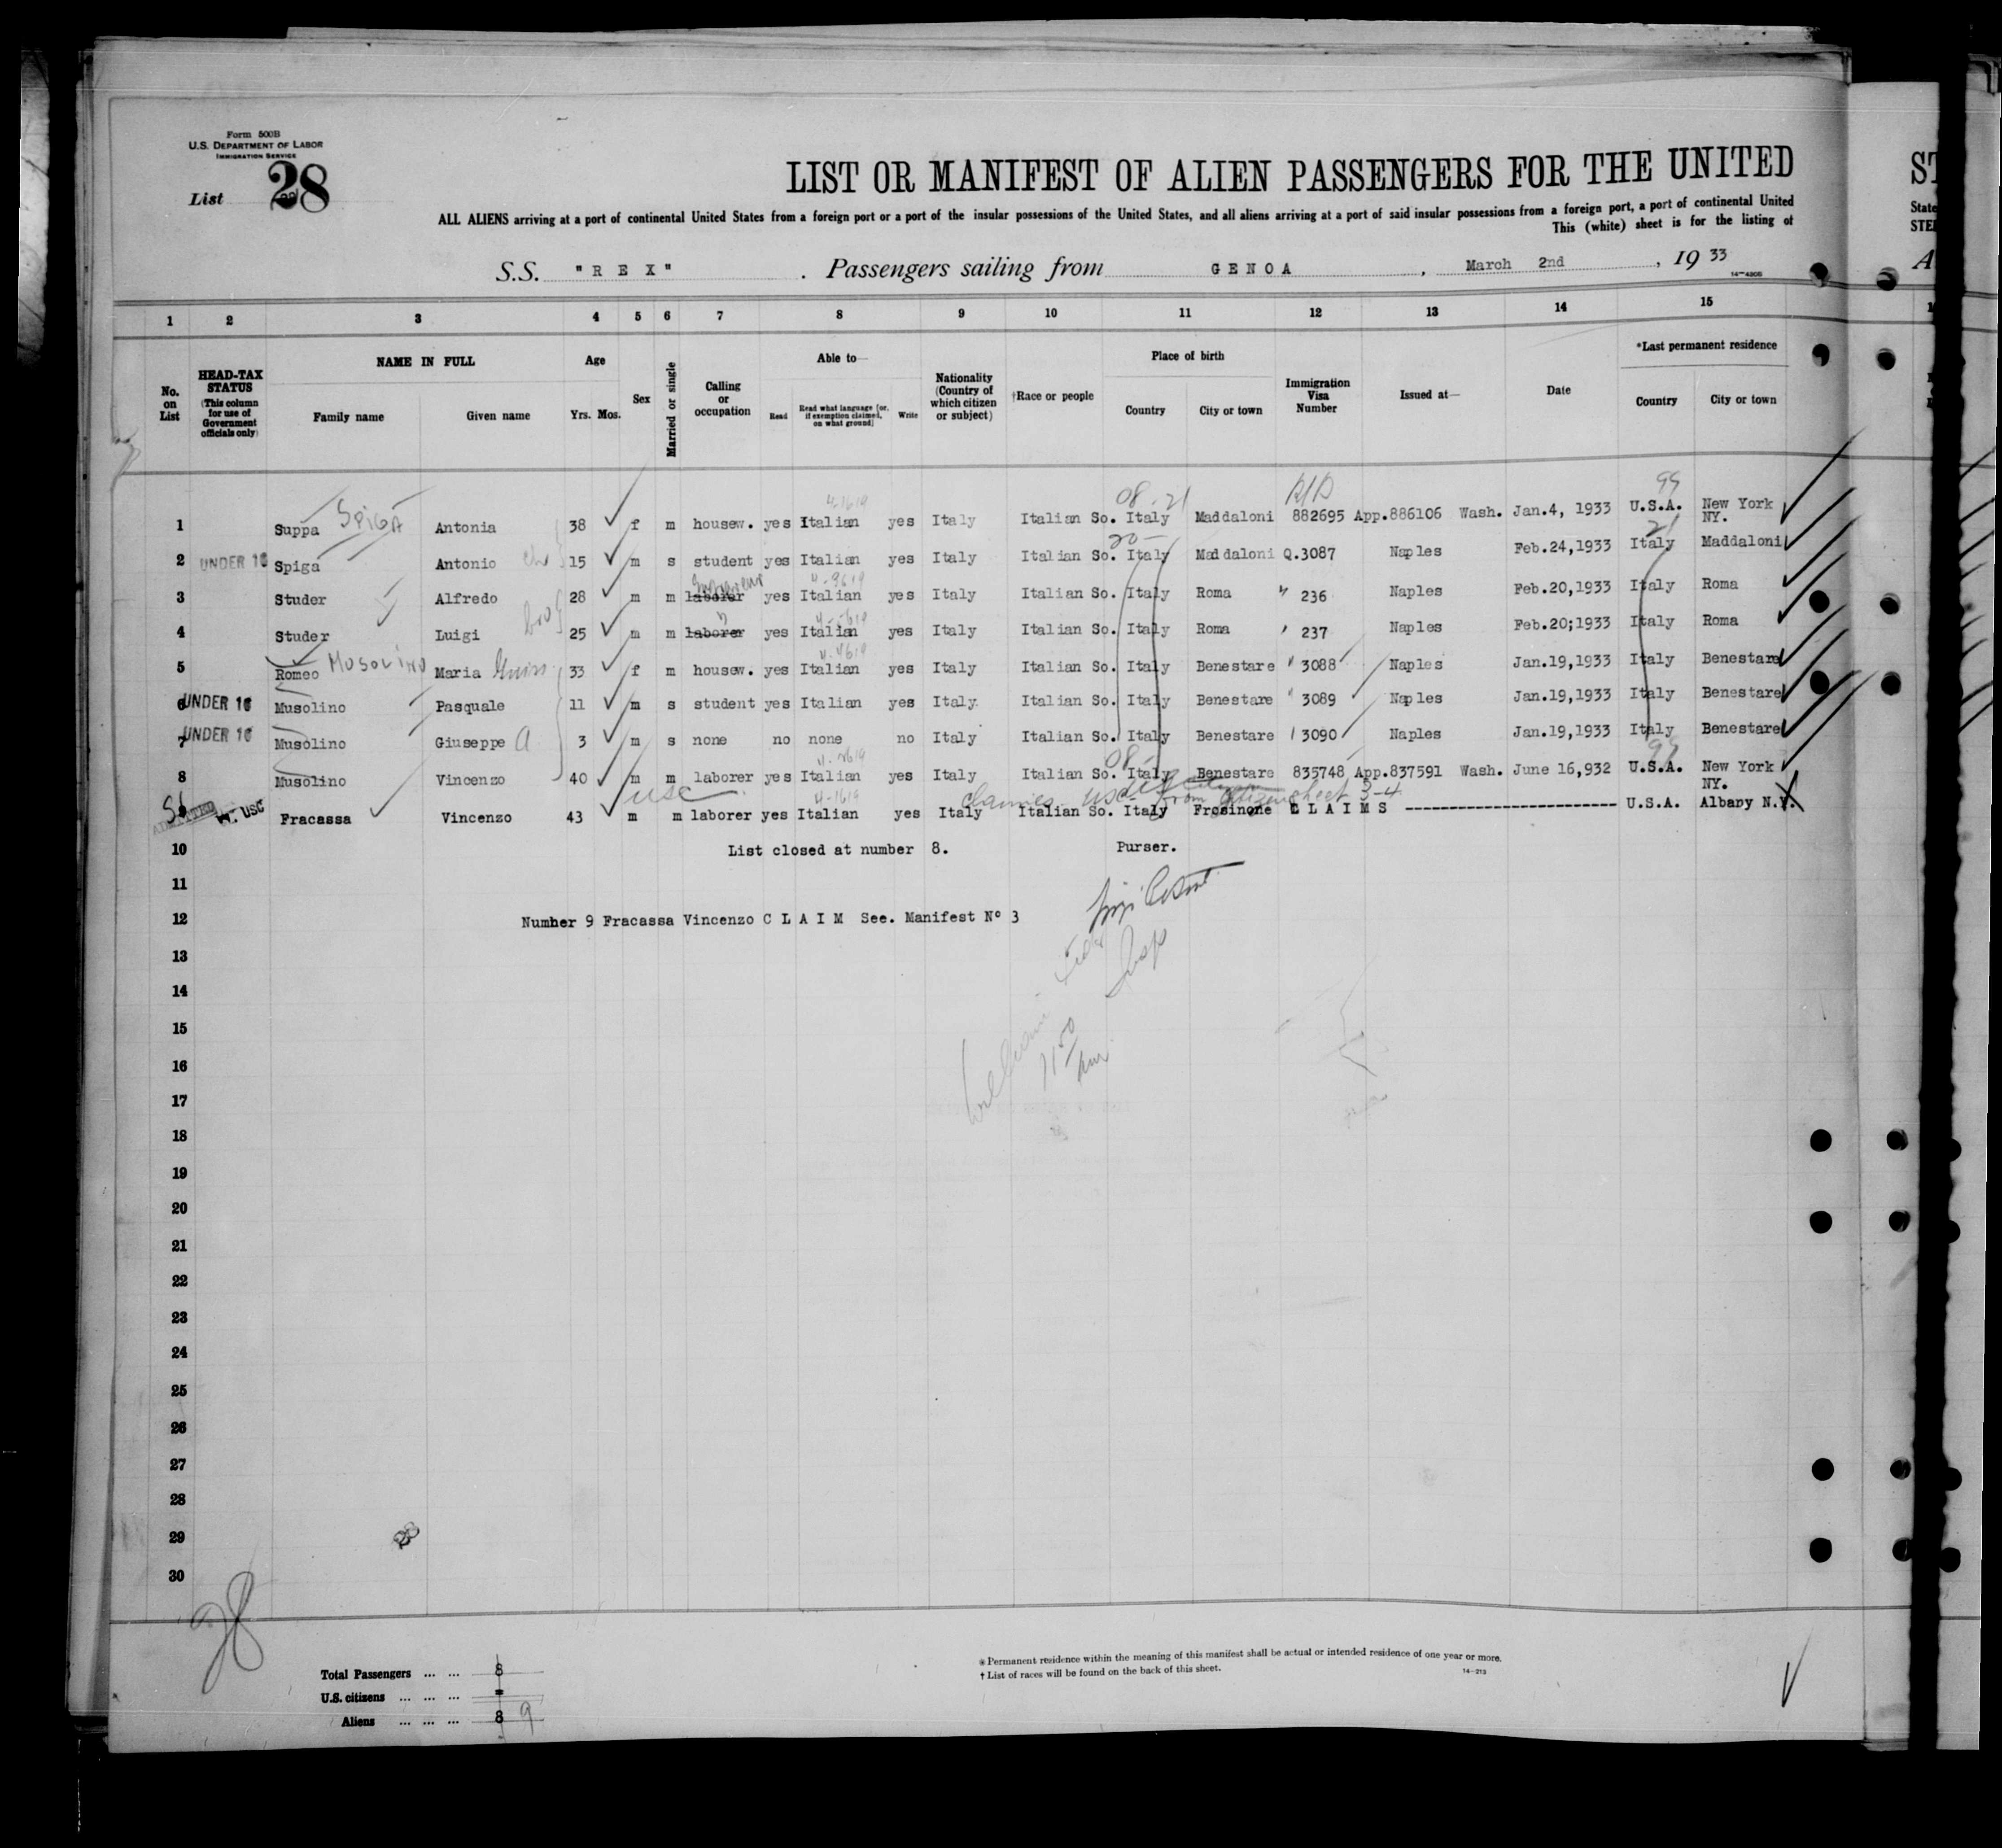 Form 500B
U.S. DEPARTMENT OF LABOR
IMMIGRATION SERVICE
List 28
LIST OR MANIFEST OF ALIEN PASSENGERS FOR THE UNITED
ALL ALIENS arriving at a port of continental United States from a foreign port or a port of the insular possessions of the United States, and all aliens arriving at a port of said insular possessions from a foreign port, a port of continental United
This (white) sheet is for the listing of
S.S. "R E X" . Passengers sailing from G E N O A , March 2nd , 19 33
14—4906
1 2 3 4 5 6 7 8 9 10 11 12 13 14 15
No. on List
HEAD-TAX STATUS (This column for use of Government officials only)
NAME IN FULL
Family name Given name
Age
Yrs. Mos.
Sex
Married or single
Calling or occupation
Able to—
Read Read what language [or, if exemption claimed, on what ground] Write
Nationality (Country of which citizen or subject)
†Race or people
Place of birth
Country City or town
Immigration Visa Number
Issued at—
Date
*Last permanent residence
Country City or town
08-21 99
1 Suppa SPIGA Antonia 38 f m housew. yes Italian yes Italy Italian So. Italy Maddaloni 882695 App.886106 Wash. Jan.4, 1933 U.S.A. New York NY.
2 UNDER 16 Spiga Antonio 15 m s student yes Italian yes Italy Italian So. Italy Maddaloni Q.3087 Naples Feb.24,1933 Italy Maddaloni
3 Studer Alfredo 28 m m laborer yes Italian yes Italy Italian So. Italy Roma " 236 Naples Feb.20,1933 Italy Roma
4 Studer Luigi bro 25 m m laborer yes Italian yes Italy Italian So. Italy Roma ' 237 Naples Feb.20;1933 Italy Roma
5 Romeo MUSOLINO Maria 33 f m housew. yes Italian yes Italy Italian So. Italy Benestare " 3088 Naples Jan.19,1933 Italy Benestare
6 UNDER 16 Musolino Pasquale 11 m s student yes Italian yes Italy Italian So. Italy Benestare " 3089 Naples Jan.19,1933 Italy Benestare
7 UNDER 16 Musolino Giuseppe a 3 m s none no none no Italy Italian So. Italy Benestare 3090 Naples Jan.19,1933 Italy Benestare
8 Musolino Vincenzo 40 m m laborer yes Italian yes Italy Italian So. Italy Benestare 835748 App.837591 Wash. June 16,932 U.S.A. New York NY.
usc claims usc from citizen sheet 3-4
USC Fracassa Vincenzo 43 m m laborer yes Italian yes Italy Italian So. Italy Frosinone C L A I M S ------------------------ U.S.A. Albany N.Y.
10 List closed at number 8. Purser.
11
12 Number 9 Fracassa Vincenzo C L A I M See. Manifest Nº 3
Insp
13
14
15
16
17
18
19
20
21
22
23
24
25
26
27
28
29
30
28
Total Passengers ... ... 8
U.S. citizens ... ... ... =
Aliens ... ... ... 8 9
*Permanent residence within the meaning of this manifest shall be actual or intended residence of one year or more.
†List of races will be found on the back of this sheet.
14—213